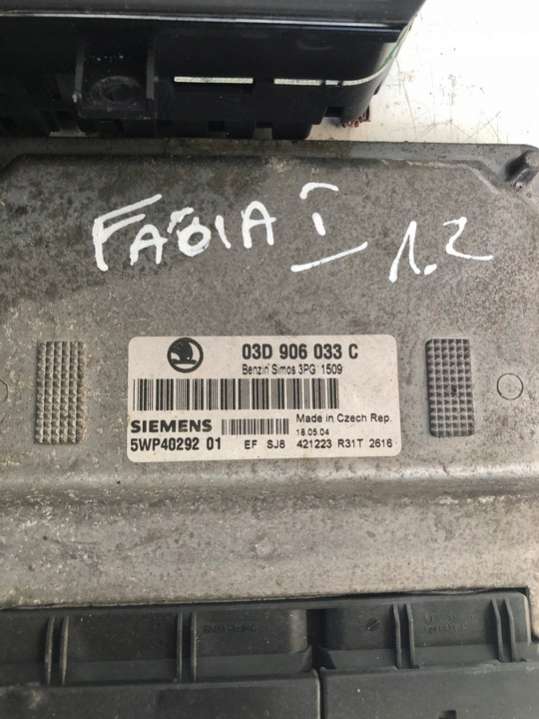 FABIA I 1.2
03D 906 033 C
Benzin Simos 3PG 1509
SIEMENS
Made in Czech Rep.
18.05.04
5WP40292 01 EF SJ6 421223 R31T 2616